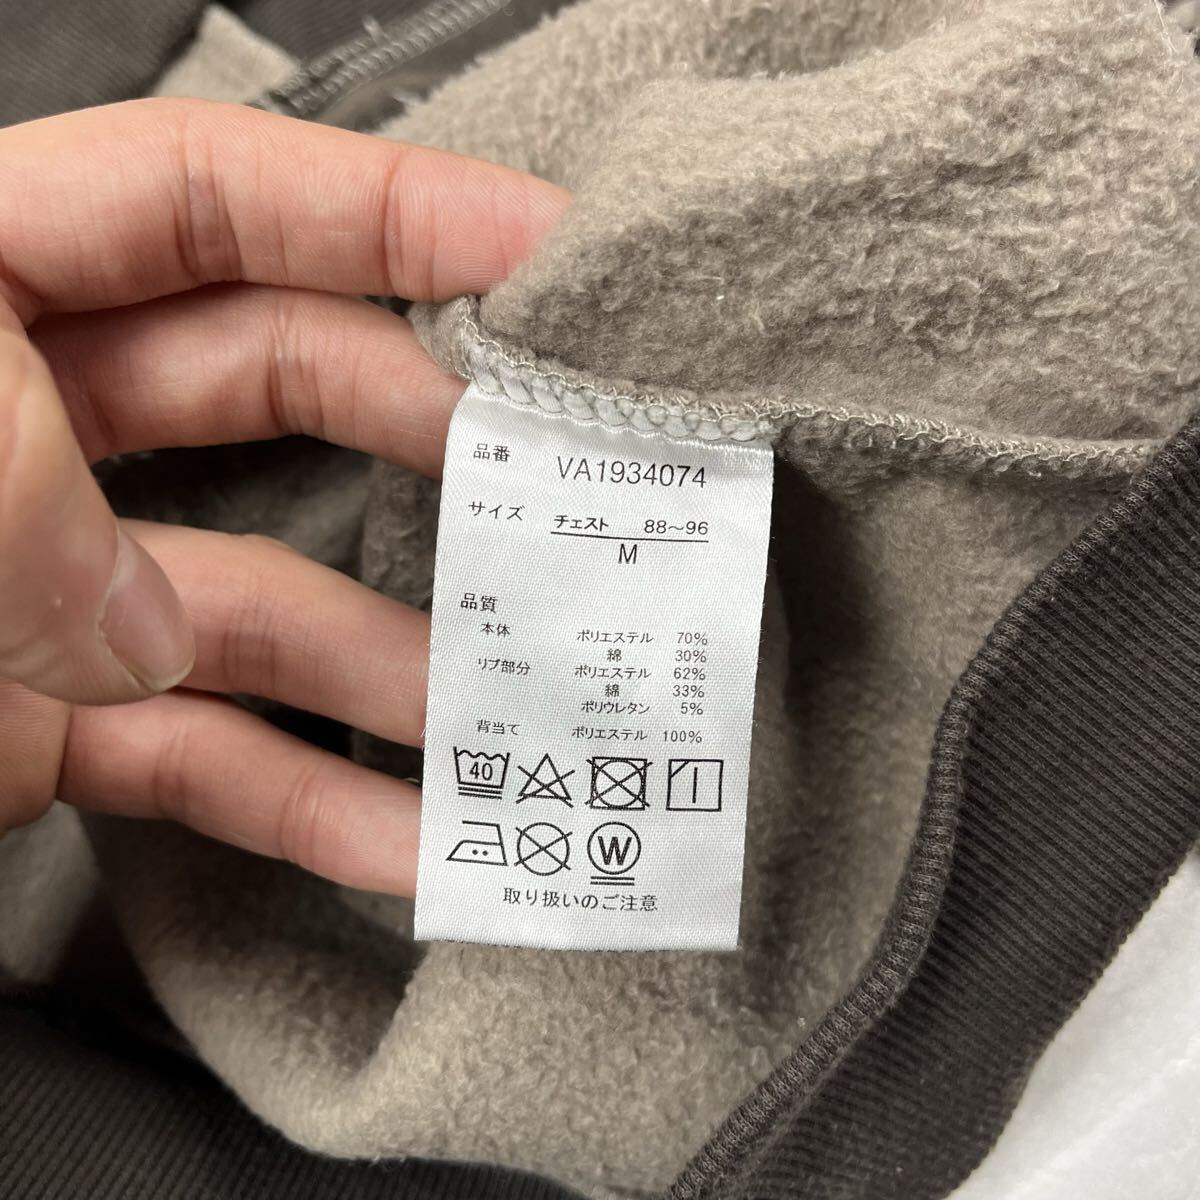 品番 VA1934074
サイズ チェスト 88〜96
M
品質
本体 ポリエステル 70%
綿 30%
リブ部分 ポリエステル 62%
綿 33%
ポリウレタン 5%
背当て ポリエステル 100%
40
W
取り扱いのご注意